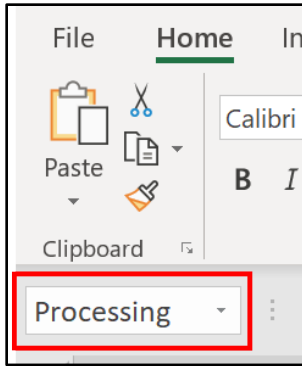 File Home In
Calibri
Paste
B I
Clipboard
Processing